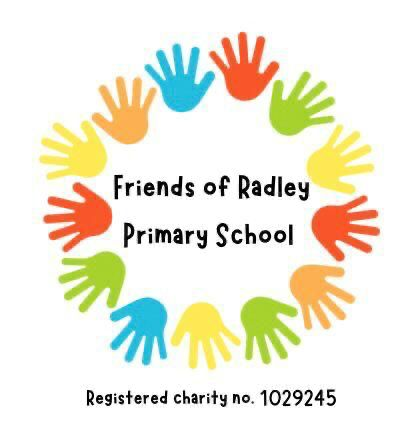 Friends of Radley
Primary School
Registered charity no. 1029245